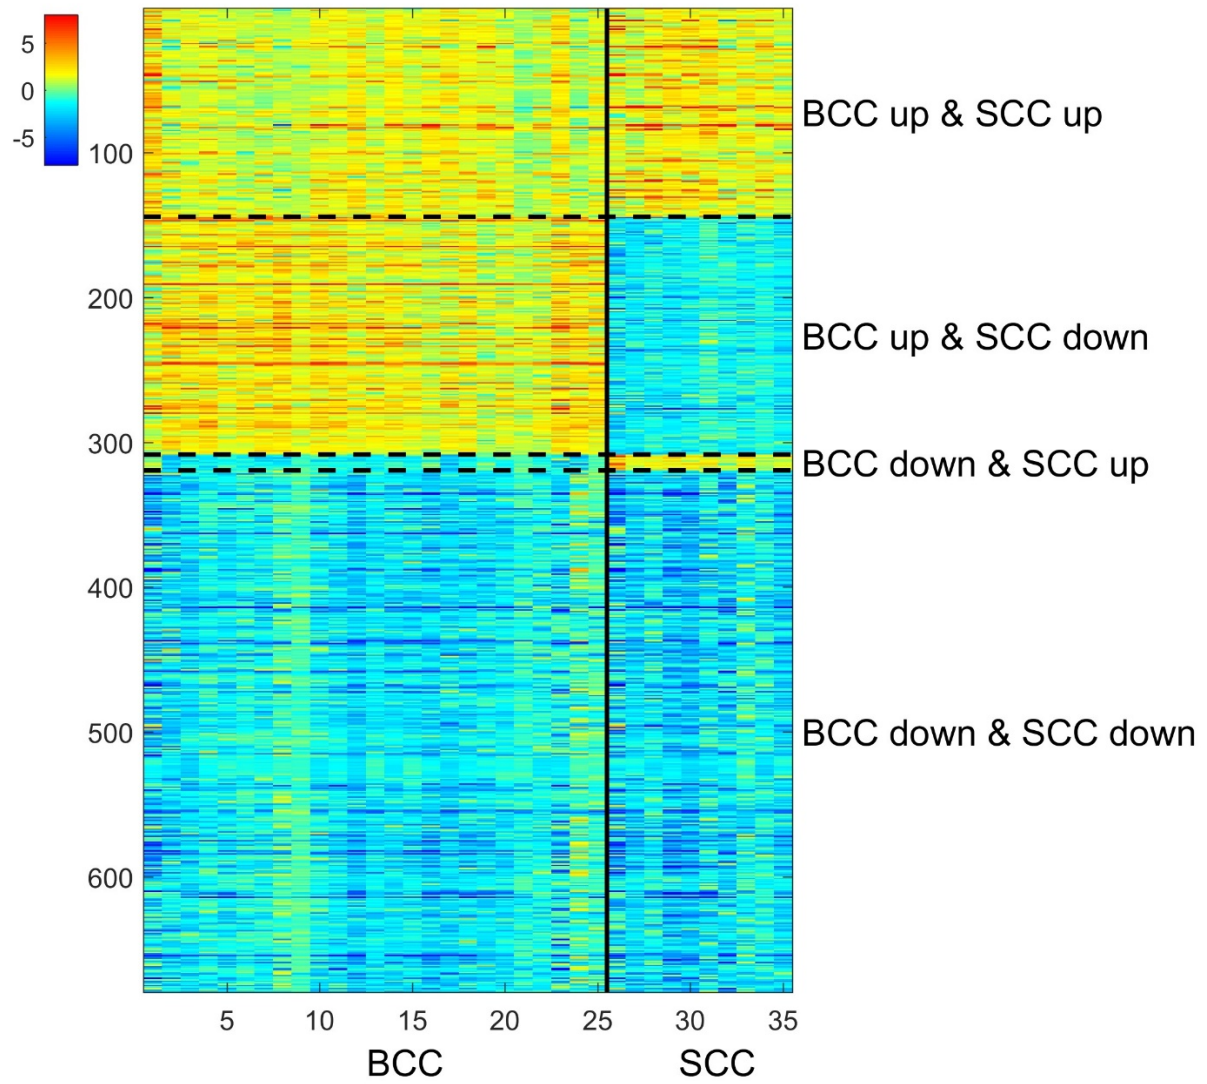 5
0
-5
100
200
300
400
500
600
BCC up & SCC up
BCC up & SCC down
BCC down & SCC up
BCC down & SCC down
5 10 15 20 25 30 35
BCC SCC